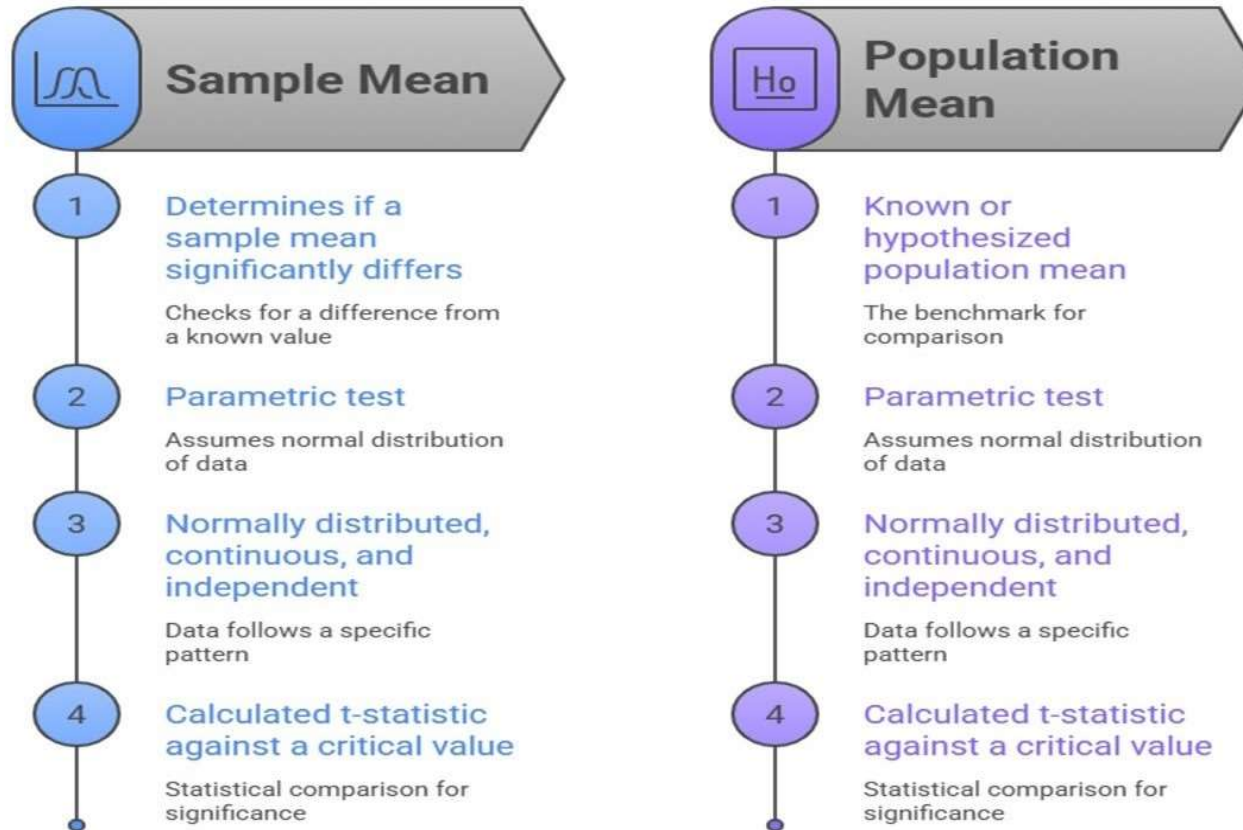 Sample Mean
1
Determines if a
sample mean
significantly differs
Checks for a difference from
a known value
2
Parametric test
Assumes normal distribution
of data
3
Normally distributed,
continuous, and
independent
Data follows a specific
pattern
4
Calculated t-statistic
against a critical value
Statistical comparison for
significance
Ho
Population
Mean
1
Known or
hypothesized
population mean
The benchmark for
comparison
2
Parametric test
Assumes normal distribution
of data
3
Normally distributed,
continuous, and
independent
Data follows a specific
pattern
4
Calculated t-statistic
against a critical value
Statistical comparison for
significance